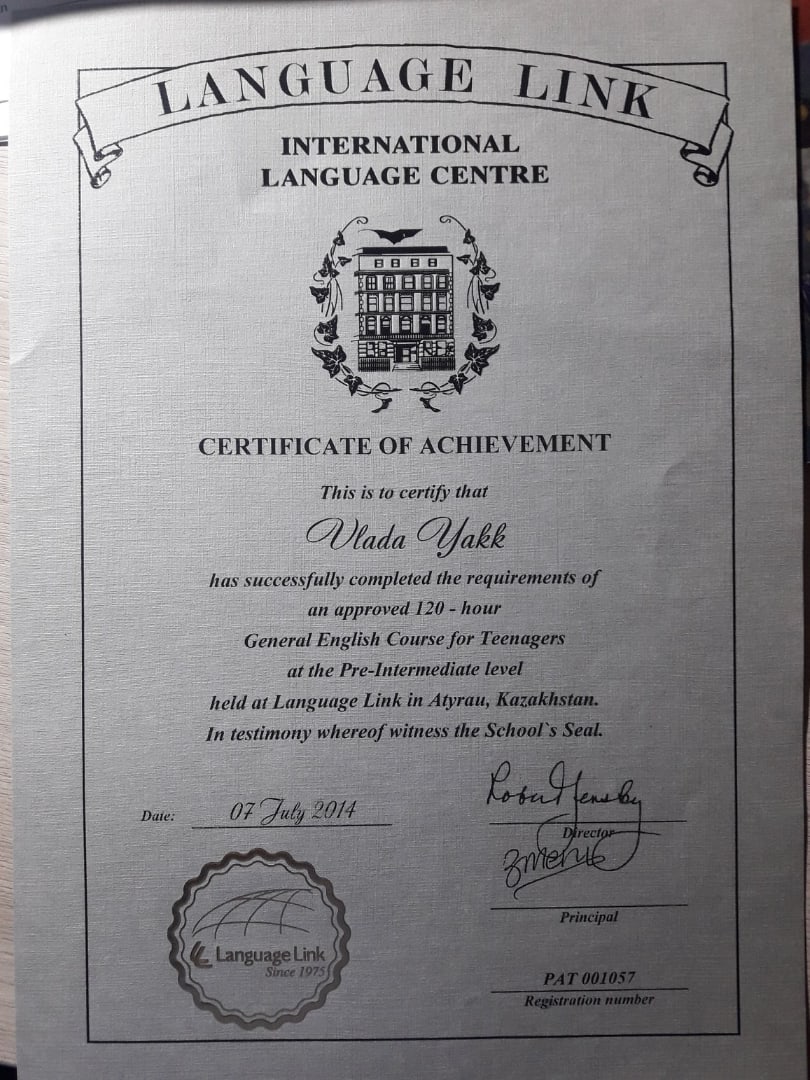 LANGUAGE LINK
INTERNATIONAL
LANGUAGE CENTRE
CERTIFICATE OF ACHIEVEMENT
This is to certify that
Vlada Yakk
has successfully completed the requirements of
an approved 120 - hour
General English Course for Teenagers
at the Pre-Intermediate level
held at Language Link in Atyrau, Kazakhstan.
In testimony whereof witness the School`s Seal.
Date: 07 July 2014
Director
Principal
Language Link
Since 1975
PAT 001057
Registration number